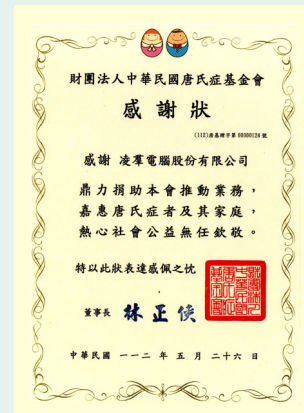 財團法人中華民國唐氏症基金會
感謝狀
(112)唐基贈字第00300124號
感謝 凌羣電腦股份有限公司
鼎力捐助本會推動業務，
嘉惠唐氏症者及其家庭，
熱心社會公益無任欽敬。
特以此狀表達感佩之忱
董事長 林正俠
中華民國 一一二 年 五 月 二十六 日